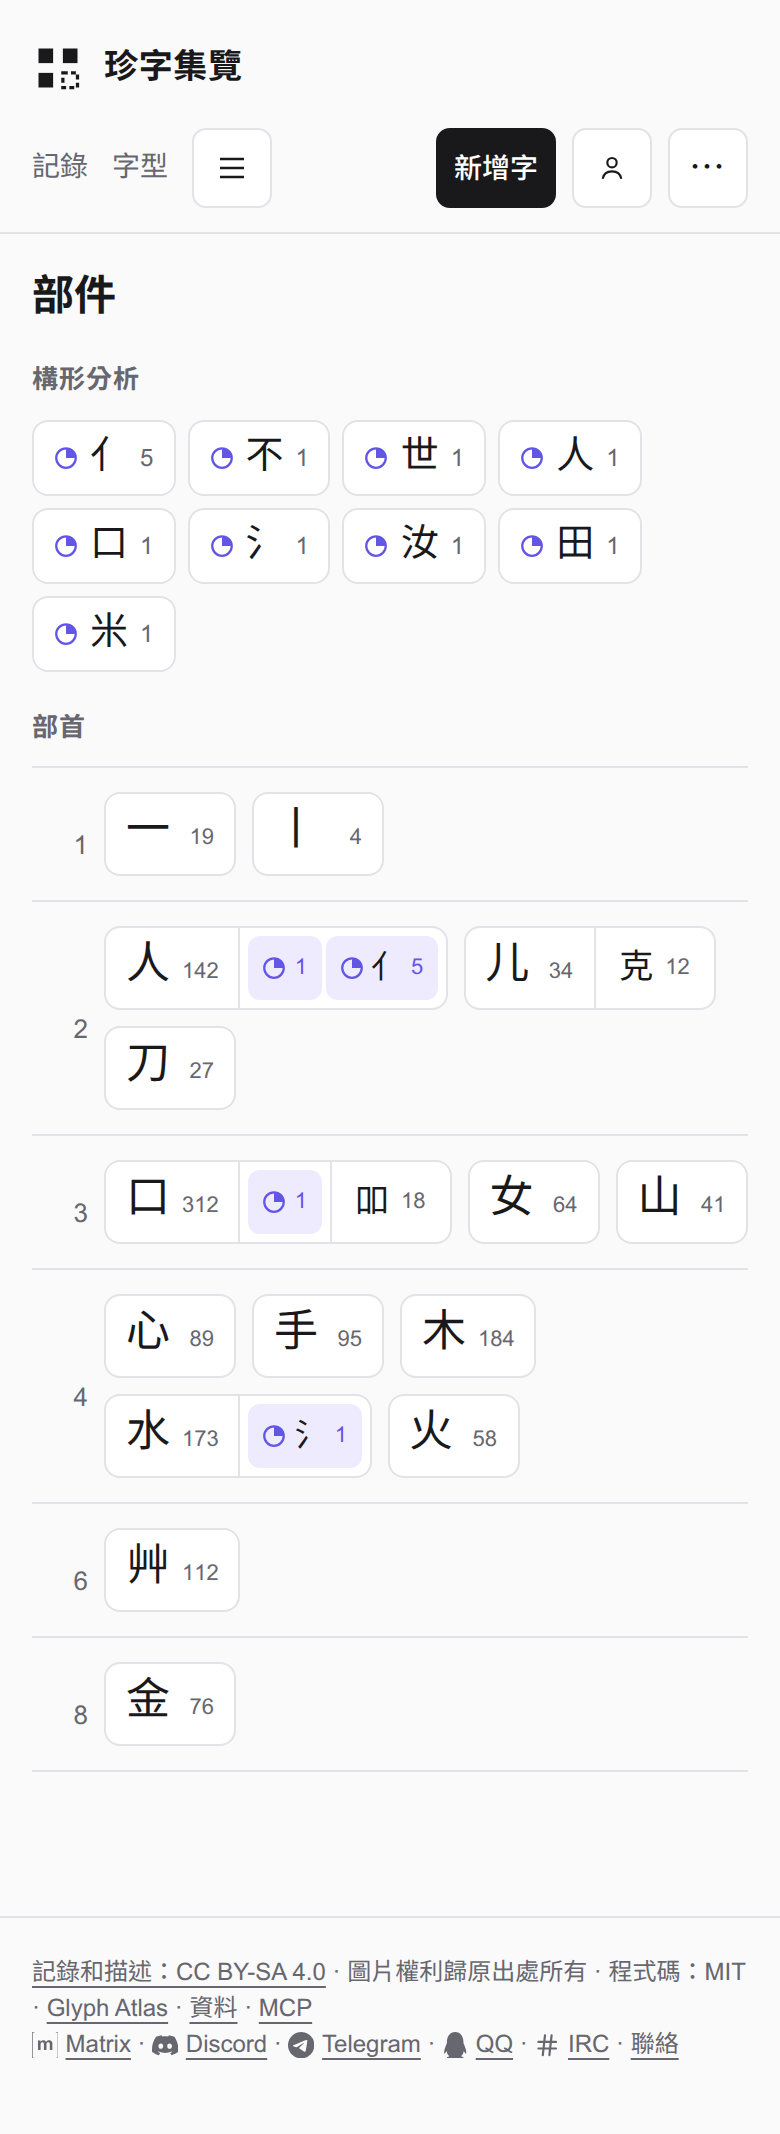 珍字集覽
記錄 字型 新增字 ...
部件
構形分析
亻 5 不 1 世 1 人 1
口 1 氵 1 汝 1 田 1
米 1
部首
1 一 19 丨 4
2 人 142 1 亻 5 儿 34 克 12
刀 27
3 口 312 1 吅 18 女 64 山 41
4 心 89 手 95 木 184
水 173 氵 1 火 58
6 艸 112
8 金 76
記錄和描述：CC BY-SA 4.0 · 圖片權利歸原出處所有 · 程式碼：MIT
· Glyph Atlas · 資料 · MCP
[m] Matrix · Discord · Telegram · QQ · # IRC · 聯絡